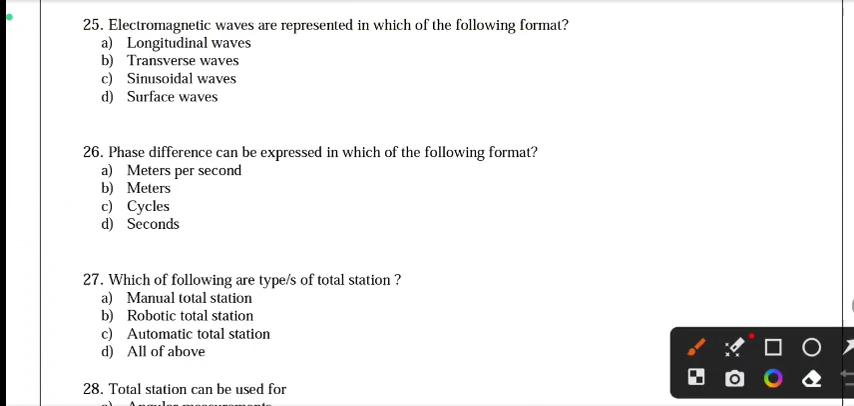 25. Electromagnetic waves are represented in which of the following format?
a) Longitudinal waves
b) Transverse waves
c) Sinusoidal waves
d) Surface waves
26. Phase difference can be expressed in which of the following format?
a) Meters per second
b) Meters
c) Cycles
d) Seconds
27. Which of following are type/s of total station ?
a) Manual total station
b) Robotic total station
c) Automatic total station
d) All of above
28. Total station can be used for